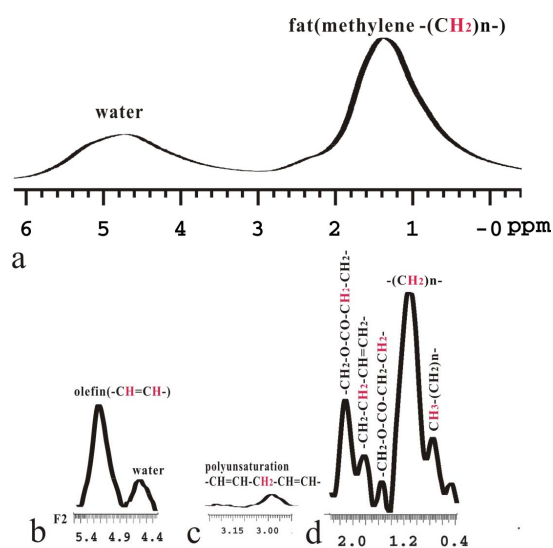 fat(methylene -(CH2)n-)
water
6 5 4 3 2 1 -0 ppm
a
olefin(-CH=CH-)
water
F2
5.4 4.9 4.4
b
polyunsaturation
-CH=CH-CH2-CH=CH-
3.15 3.00
c
-CH2-O-CO-CH2-CH2-
-CH2-CH2-CH=CH2-
-CH2-O-CO-CH2-CH2-
-(CH2)n-
CH3-(CH2)n-
2.0 1.2 0.4
d